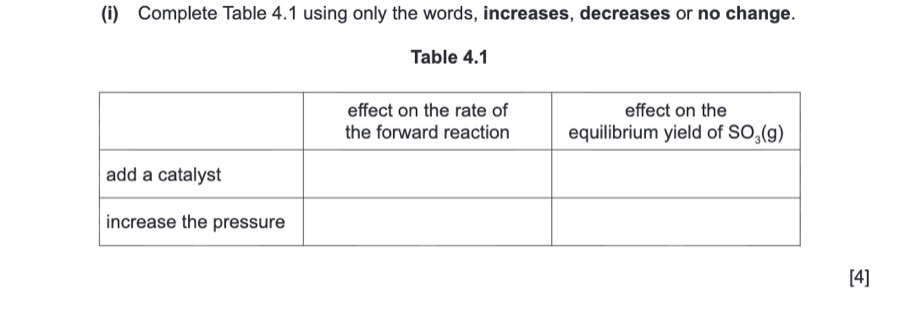 (i) Complete Table 4.1 using only the words, increases, decreases or no change.
Table 4.1
effect on the rate of
the forward reaction
effect on the
equilibrium yield of SO₃(g)
add a catalyst
increase the pressure
[4]